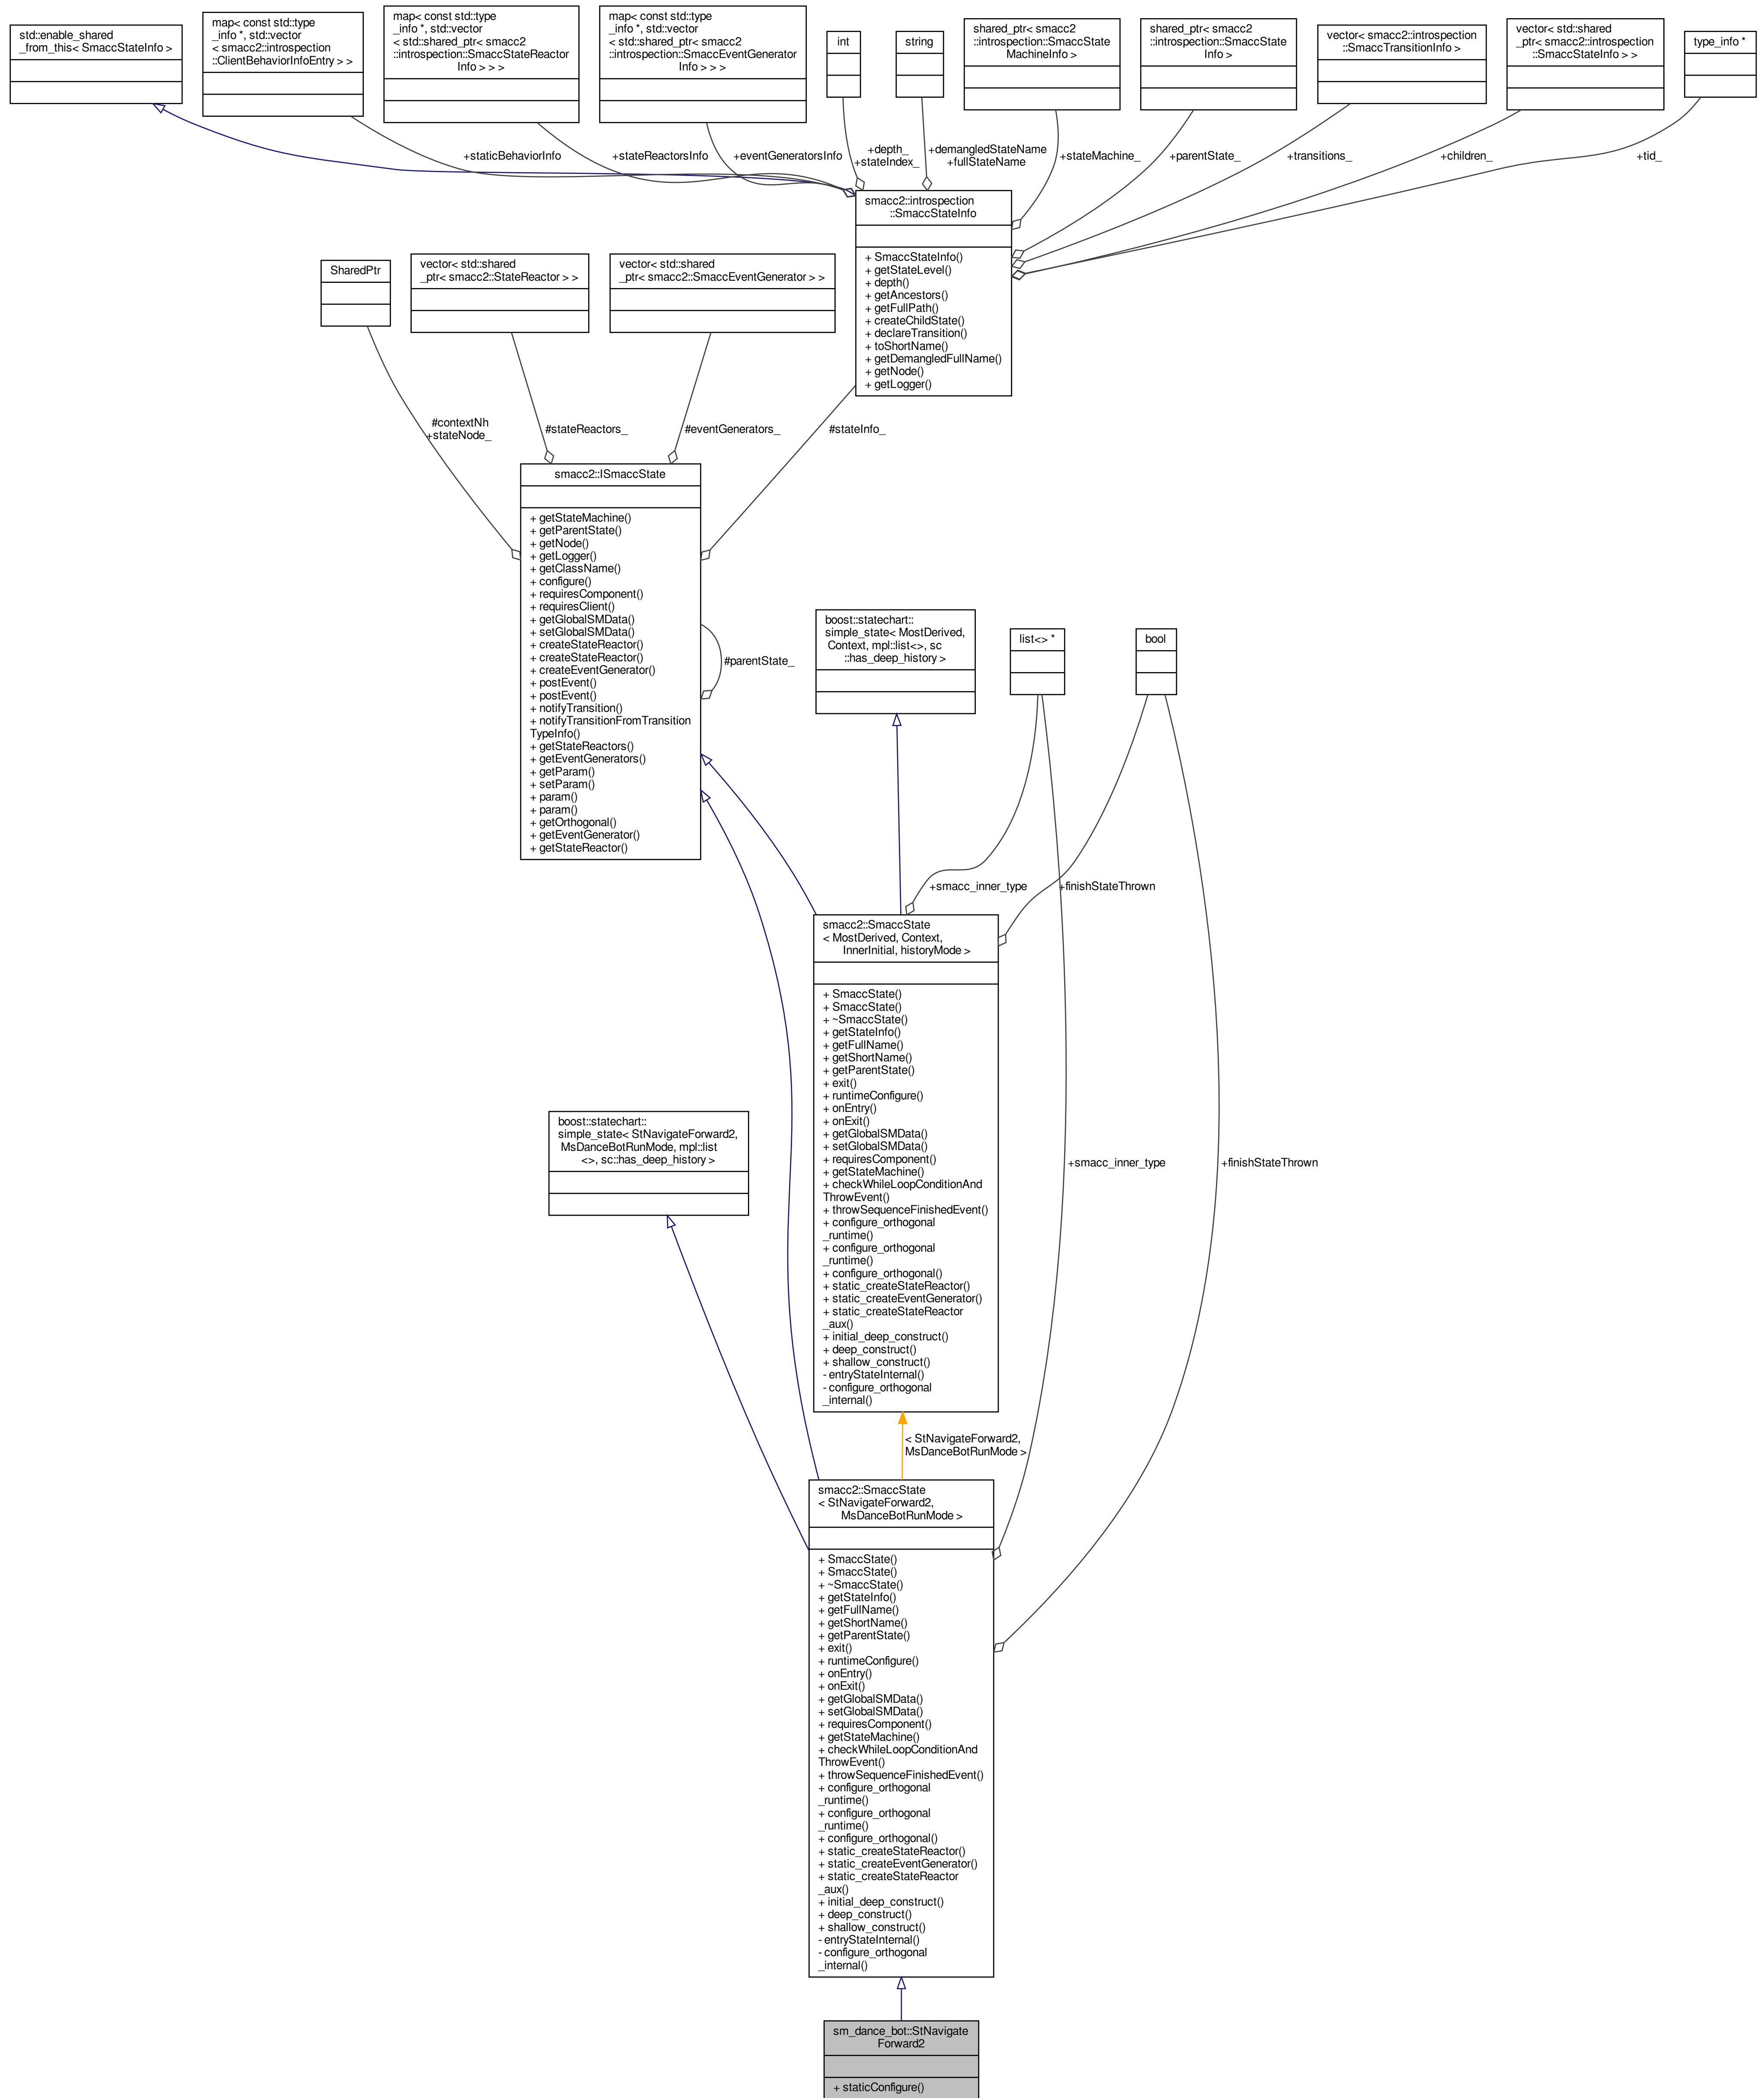 std::enable_shared
_from_this< SmaccStateInfo >
map< const std::type
_info *, std::vector
< smacc2::introspection
::ClientBehaviorInfoEntry > >
map< const std::type
_info *, std::vector
< std::shared_ptr< smacc2
::introspection::SmaccStateReactor
Info > > >
map< const std::type
_info *, std::vector
< std::shared_ptr< smacc2
::introspection::SmaccEventGenerator
Info > > >
int
string
shared_ptr< smacc2
::introspection::SmaccState
MachineInfo >
shared_ptr< smacc2
::introspection::SmaccState
Info >
vector< smacc2::introspection
::SmaccTransitionInfo >
vector< std::shared
_ptr< smacc2::introspection
::SmaccStateInfo > >
type_info *
+staticBehaviorInfo
+stateReactorsInfo
+eventGeneratorsInfo
+depth_
+stateIndex_
+demangledStateName
+fullStateName
+stateMachine_
+parentState_
+transitions_
+children_
+tid_
smacc2::introspection
::SmaccStateInfo
+ SmaccStateInfo()
+ getStateLevel()
+ depth()
+ getAncestors()
+ getFullPath()
+ createChildState()
+ declareTransition()
+ toShortName()
+ getDemangledFullName()
+ getNode()
+ getLogger()
SharedPtr
vector< std::shared
_ptr< smacc2::StateReactor > >
vector< std::shared
_ptr< smacc2::SmaccEventGenerator > >
#contextNh
+stateNode_
#stateReactors_
#eventGenerators_
#stateInfo_
smacc2::ISmaccState
+ getStateMachine()
+ getParentState()
+ getNode()
+ getLogger()
+ getClassName()
+ configure()
+ requiresComponent()
+ requiresClient()
+ getGlobalSMData()
+ setGlobalSMData()
+ createStateReactor()
+ createStateReactor()
+ createEventGenerator()
+ postEvent()
+ postEvent()
+ notifyTransition()
+ notifyTransitionFromTransition
TypeInfo()
+ getStateReactors()
+ getEventGenerators()
+ getParam()
+ setParam()
+ param()
+ param()
+ getOrthogonal()
+ getEventGenerator()
+ getStateReactor()
#parentState_
boost::statechart::
simple_state< MostDerived,
Context, mpl::list<>, sc
::has_deep_history >
list<> *
bool
+smacc_inner_type
+finishStateThrown
smacc2::SmaccState
< MostDerived, Context,
InnerInitial, historyMode >
+ SmaccState()
+ SmaccState()
+ ~SmaccState()
+ getStateInfo()
+ getFullName()
+ getShortName()
+ getParentState()
+ exit()
+ runtimeConfigure()
+ onEntry()
+ onExit()
+ getGlobalSMData()
+ setGlobalSMData()
+ requiresComponent()
+ getStateMachine()
+ checkWhileLoopConditionAnd
ThrowEvent()
+ throwSequenceFinishedEvent()
+ configure_orthogonal
_runtime()
+ configure_orthogonal
_runtime()
+ configure_orthogonal()
+ static_createStateReactor()
+ static_createEventGenerator()
+ static_createStateReactor
_aux()
+ initial_deep_construct()
+ deep_construct()
+ shallow_construct()
- entryStateInternal()
- configure_orthogonal
_internal()
boost::statechart::
simple_state< StNavigateForward2,
MsDanceBotRunMode, mpl::list
<>, sc::has_deep_history >
+smacc_inner_type
+finishStateThrown
< StNavigateForward2,
MsDanceBotRunMode >
smacc2::SmaccState
< StNavigateForward2,
MsDanceBotRunMode >
+ SmaccState()
+ SmaccState()
+ ~SmaccState()
+ getStateInfo()
+ getFullName()
+ getShortName()
+ getParentState()
+ exit()
+ runtimeConfigure()
+ onEntry()
+ onExit()
+ getGlobalSMData()
+ setGlobalSMData()
+ requiresComponent()
+ getStateMachine()
+ checkWhileLoopConditionAnd
ThrowEvent()
+ throwSequenceFinishedEvent()
+ configure_orthogonal
_runtime()
+ configure_orthogonal
_runtime()
+ configure_orthogonal()
+ static_createStateReactor()
+ static_createEventGenerator()
+ static_createStateReactor
_aux()
+ initial_deep_construct()
+ deep_construct()
+ shallow_construct()
- entryStateInternal()
- configure_orthogonal
_internal()
sm_dance_bot::StNavigate
Forward2
+ staticConfigure()